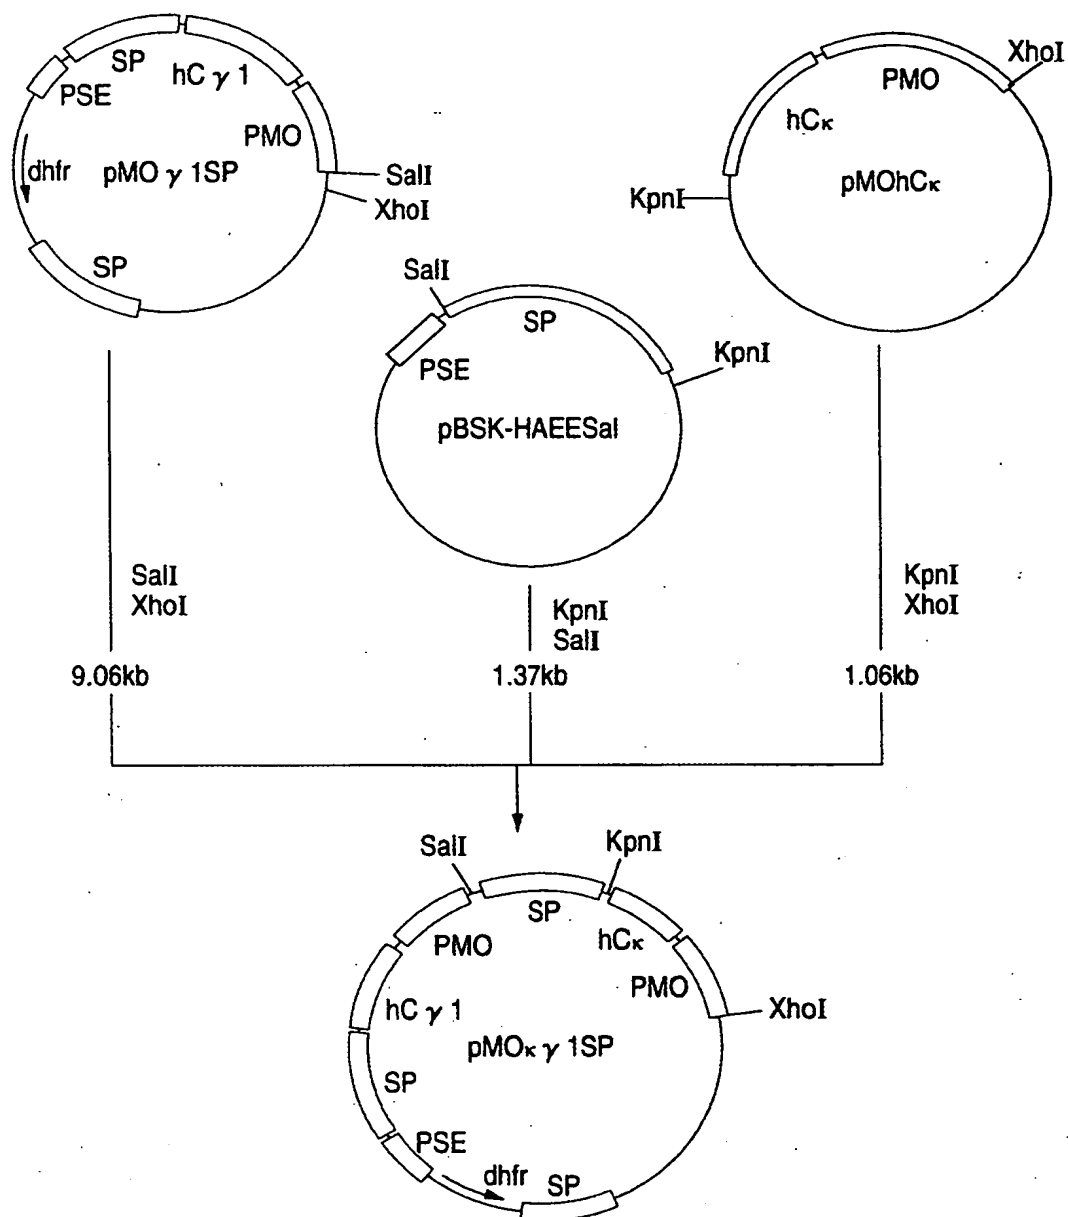 SP
hC γ 1
PSE
PMO
dhfr
pMO γ 1SP
SalI
XhoI
SP
XhoI
PMO
hCκ
pMOhCκ
KpnI
SalI
SP
KpnI
PSE
pBSK-HAEESal
SalI
XhoI
9.06kb
KpnI
SalI
1.37kb
KpnI
XhoI
1.06kb
SalI
KpnI
SP
PMO
hCκ
PMO
XhoI
hC γ 1
pMOκ γ 1SP
SP
PSE
dhfr
SP